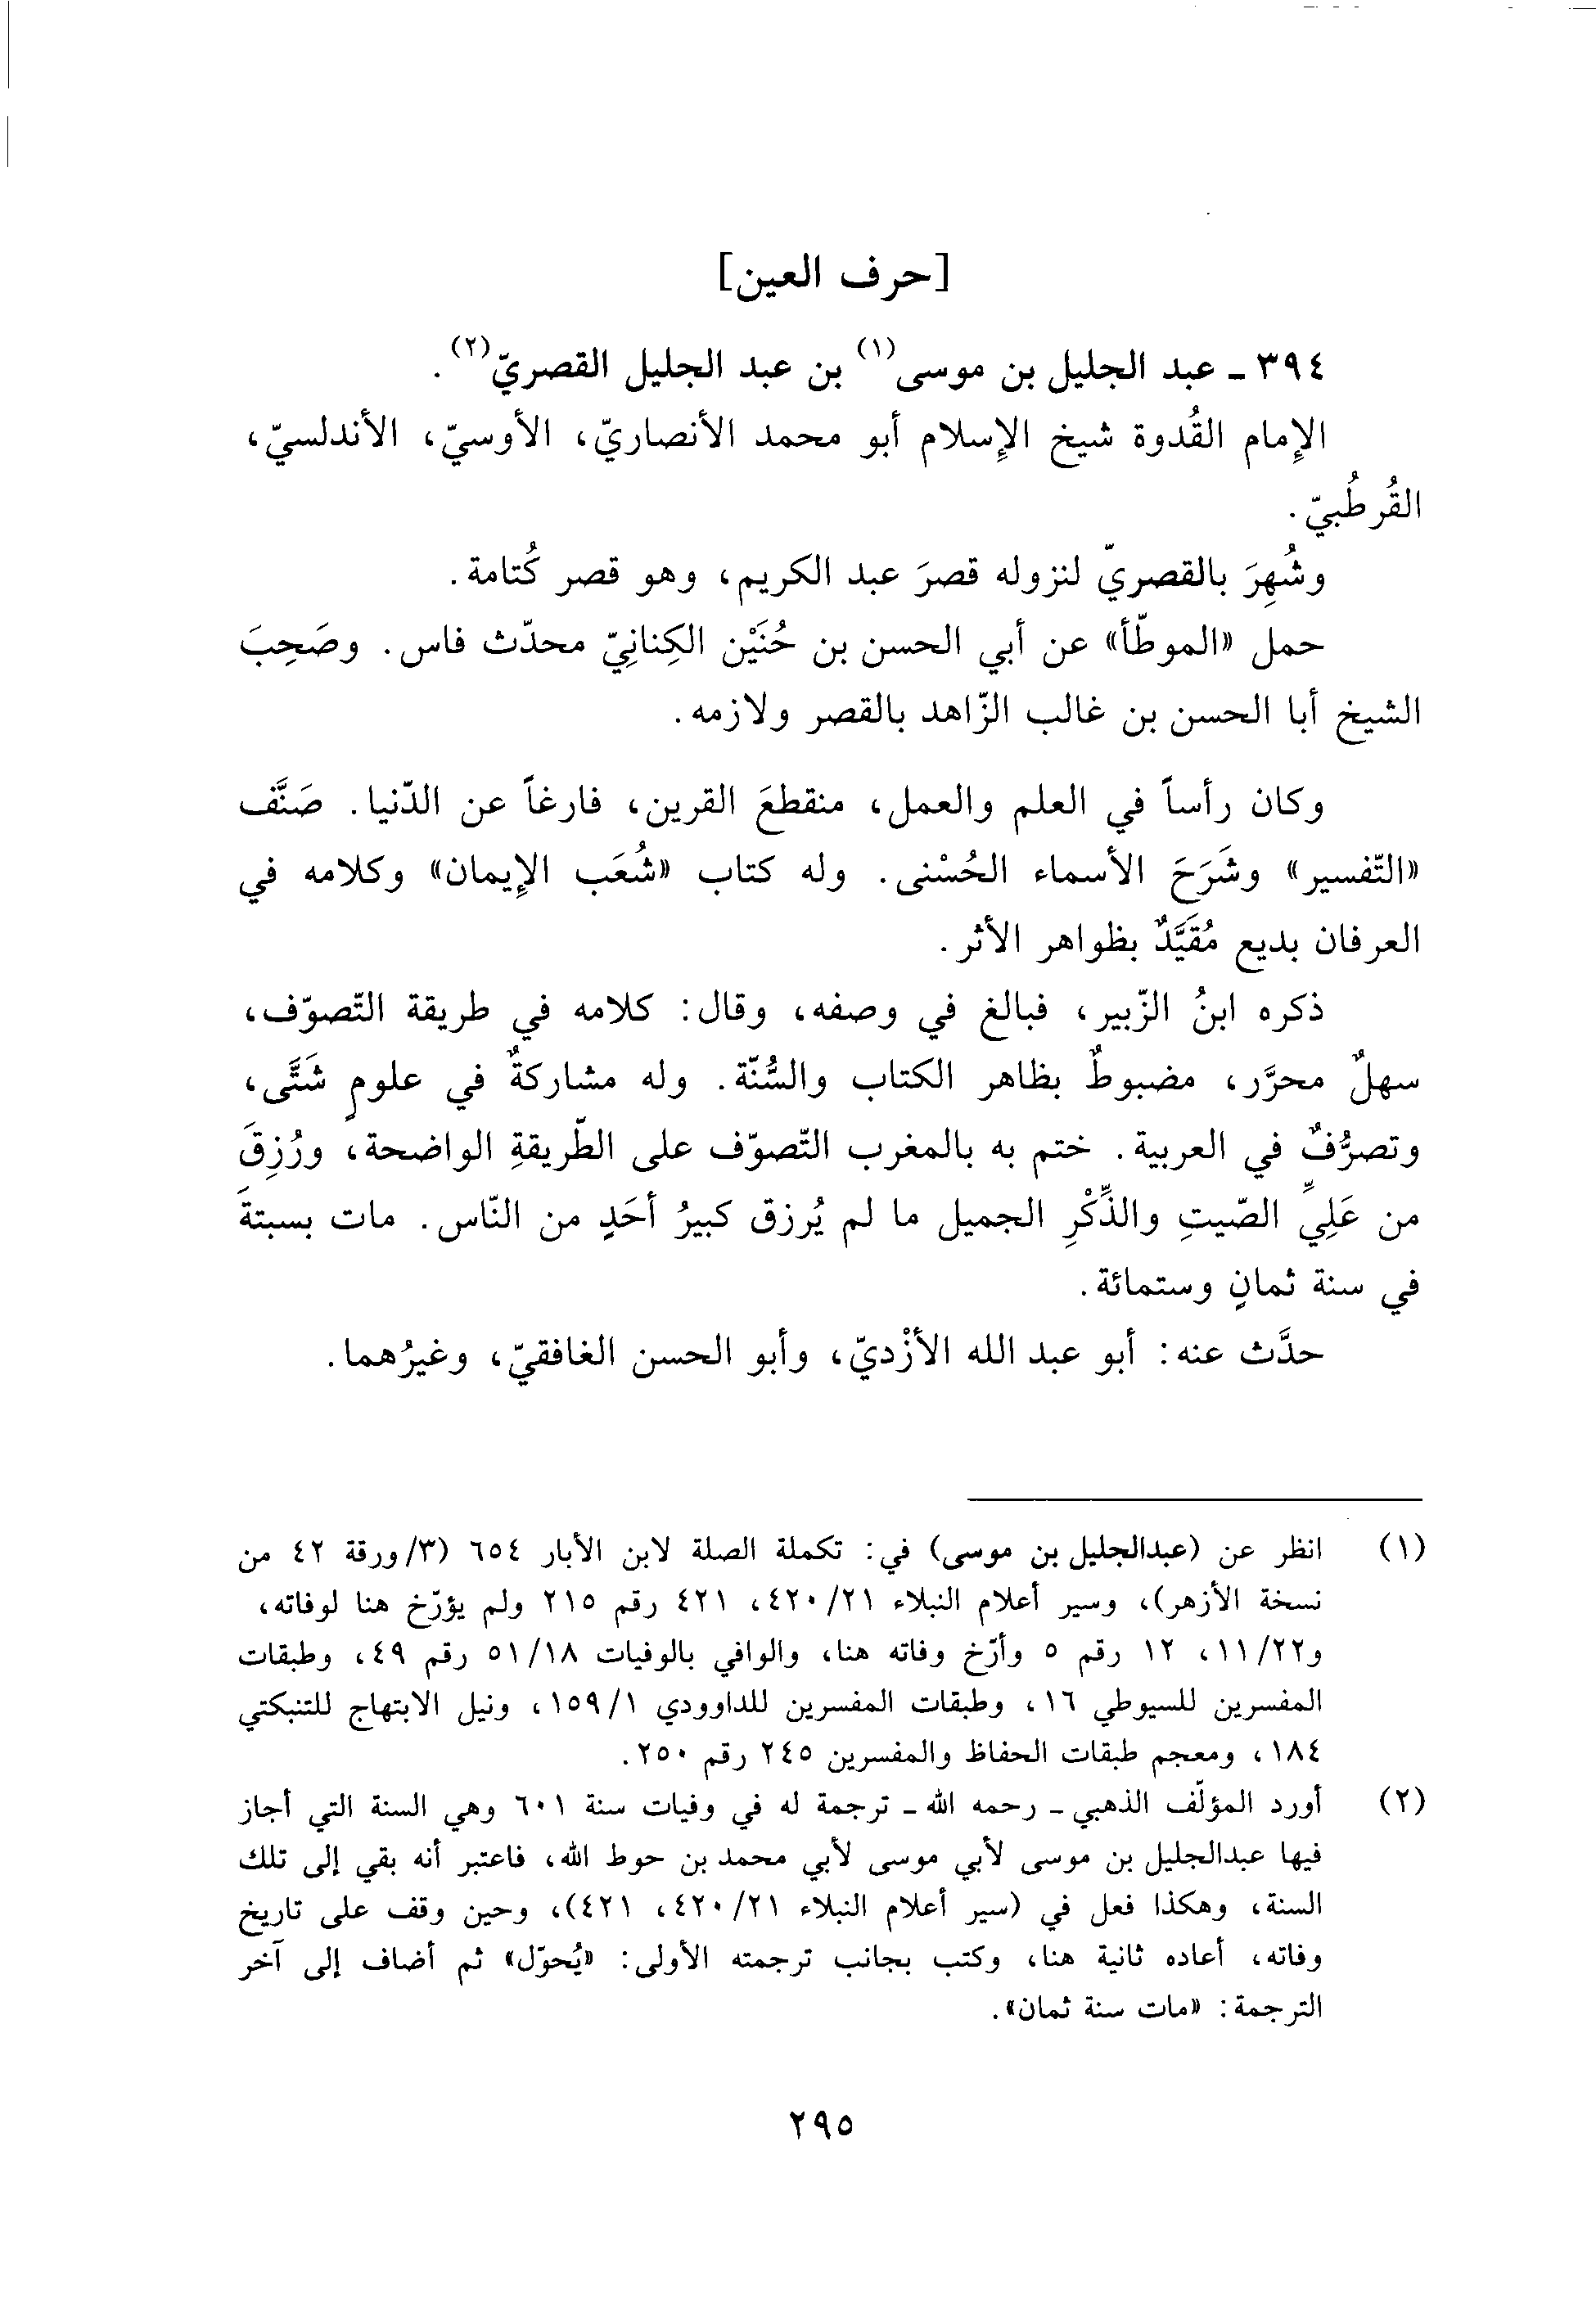 [حرف العين]
٣٩٤ ـ عبد الجليل بن موسى(١) بن عبد الجليل القصريّ(٢).
الإِمام القُدوة شيخ الإِسلام أبو محمد الأنصاريّ، الأوسيّ، الأندلسيّ،
القُرطُبيّ.
وشُهِرَ بالقصريّ لنزوله قصرَ عبد الكريم، وهو قصر كُتامة.
حمل «الموطّأ» عن أبي الحسن بن حُنَيْن الكِنانِيّ محدّث فاس. وصَحِبَ
الشيخ أبا الحسن بن غالب الزّاهد بالقصر ولازمه.
وكان رأساً في العلم والعمل، منقطعَ القرين، فارغاً عن الدّنيا. صَنَّف
«التّفسير» وشَرَحَ الأسماء الحُسْنى. وله كتاب «شُعَب الإِيمان» وكلامه في
العرفان بديع مُقَيَّدٌ بظواهر الأثر.
ذكره ابنُ الزّبير، فبالغ في وصفه، وقال: كلامه في طريقة التّصوّف،
سهلٌ محرَّر، مضبوطٌ بظاهر الكتاب والسُّنّة. وله مشاركةٌ في علومٍ شَتَّى،
وتصرُّفٌ في العربية. ختم به بالمغرب التّصوّف على الطّريقةِ الواضحة، ورُزِقَ
من عَلِيِّ الصّيتِ والذِّكْرِ الجميل ما لم يُرزق كبيرُ أحَدٍ من النّاس. مات بسبتةَ
في سنة ثمانٍ وستمائة.
حدَّث عنه: أبو عبد الله الأزْديّ، وأبو الحسن الغافقيّ، وغيرُهما.
(١) انظر عن (عبدالجليل بن موسى) في: تكملة الصلة لابن الأبار ٦٥٤ (٣/ورقة ٤٢ من
نسخة الأزهر)، وسير أعلام النبلاء ٤٢٠/٢١، ٤٢١ رقم ٢١٥ ولم يؤرّخ هنا لوفاته،
و١١/٢٢، ١٢ رقم ٥ وأرّخ وفاته هنا، والوافي بالوفيات ٥١/١٨ رقم ٤٩، وطبقات
المفسرين للسيوطي ١٦، وطبقات المفسرين للداوودي ١٥٩/١، ونيل الابتهاج للتنبكتي
١٨٤، ومعجم طبقات الحفاظ والمفسرين ٢٤٥ رقم ٢٥٠.
(٢) أورد المؤلّف الذهبي ـ رحمه الله ـ ترجمة له في وفيات سنة ٦٠١ وهي السنة التي أجاز
فيها عبدالجليل بن موسى لأبي موسى لأبي محمد بن حوط الله، فاعتبر أنه بقي إلى تلك
السنة، وهكذا فعل في (سير أعلام النبلاء ٤٢٠/٢١، ٤٢١)، وحين وقف على تاريخ
وفاته، أعاده ثانية هنا، وكتب بجانب ترجمته الأولى: «يُحوّل» ثم أضاف إلى آخر
الترجمة: «مات سنة ثمان».
٢٩٥